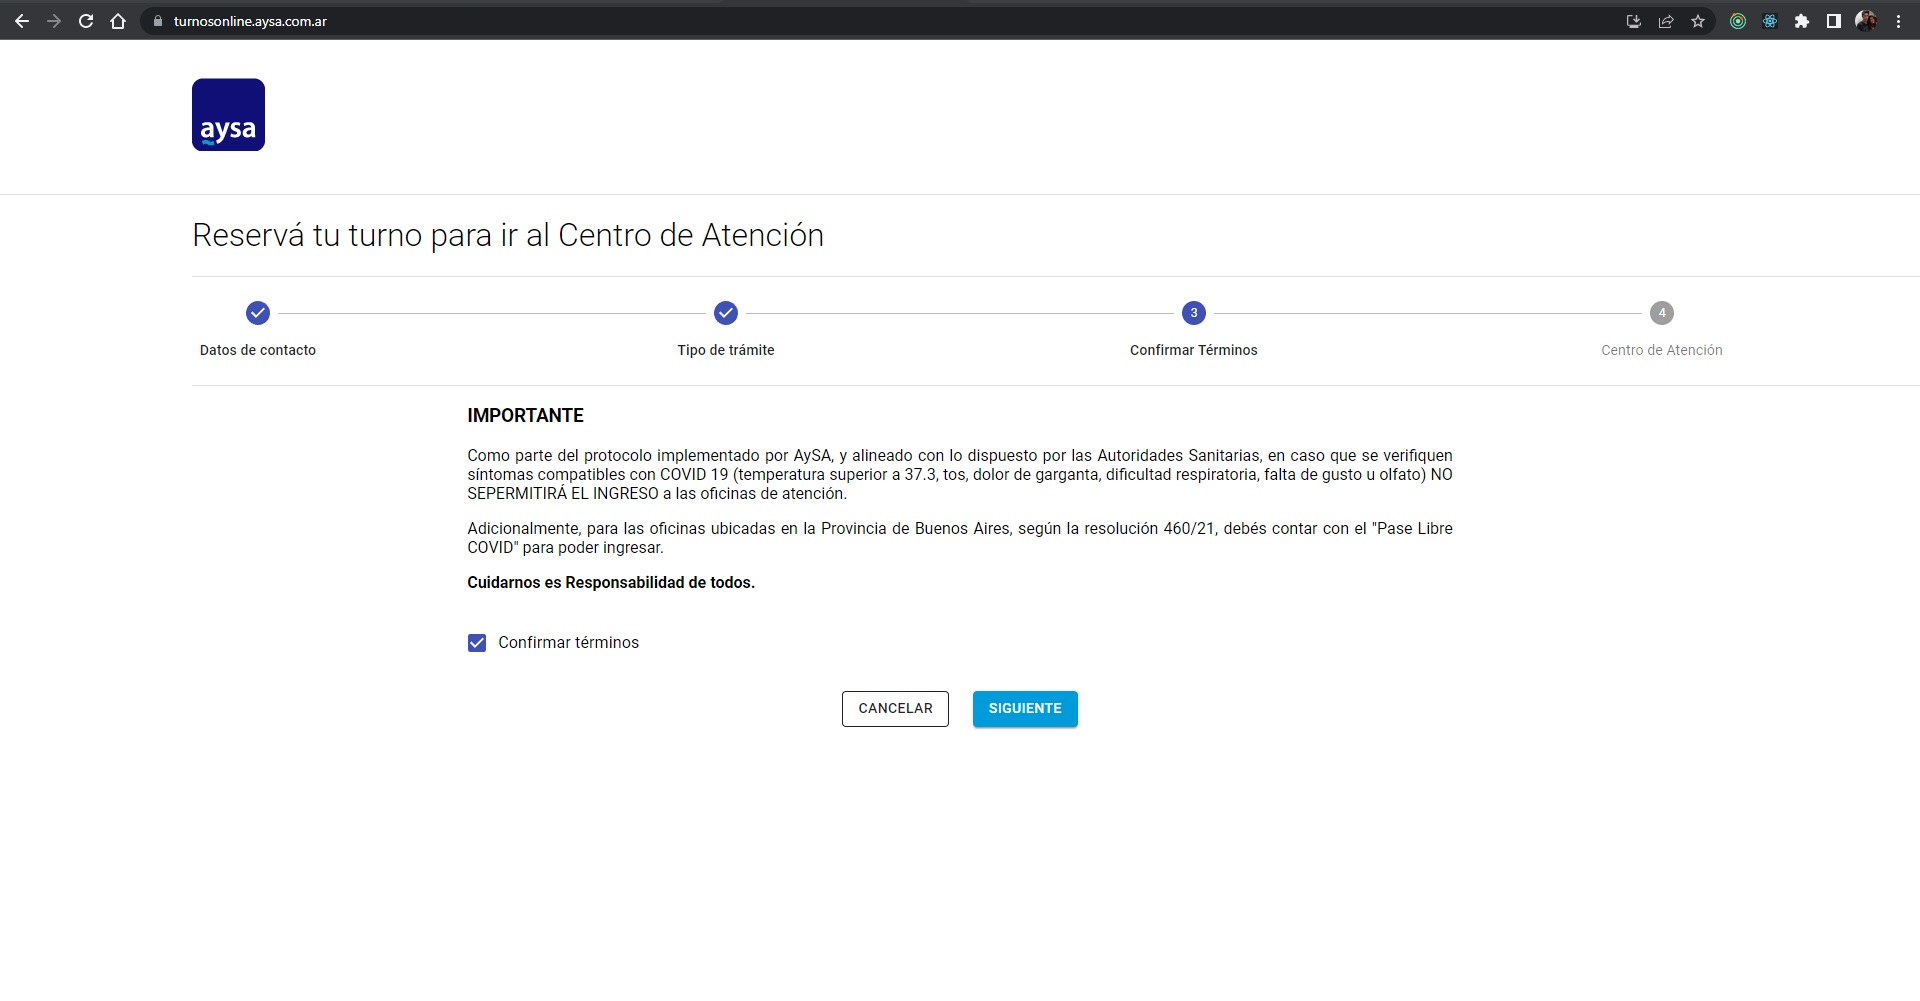 turnosonline.aysa.com.ar
aysa
Reservá tu turno para ir al Centro de Atención
3
4
Datos de contacto
Tipo de trámite
Confirmar Términos
Centro de Atención
IMPORTANTE
Como parte del protocolo implementado por AySA, y alineado con lo dispuesto por las Autoridades Sanitarias, en caso que se verifiquen
síntomas compatibles con COVID 19 (temperatura superior a 37.3, tos, dolor de garganta, dificultad respiratoria, falta de gusto u olfato) NO
SEPERMITIRÁ EL INGRESO a las oficinas de atención.
Adicionalmente, para las oficinas ubicadas en la Provincia de Buenos Aires, según la resolución 460/21, debés contar con el "Pase Libre
COVID" para poder ingresar.
Cuidarnos es Responsabilidad de todos.
Confirmar términos
CANCELAR
SIGUIENTE